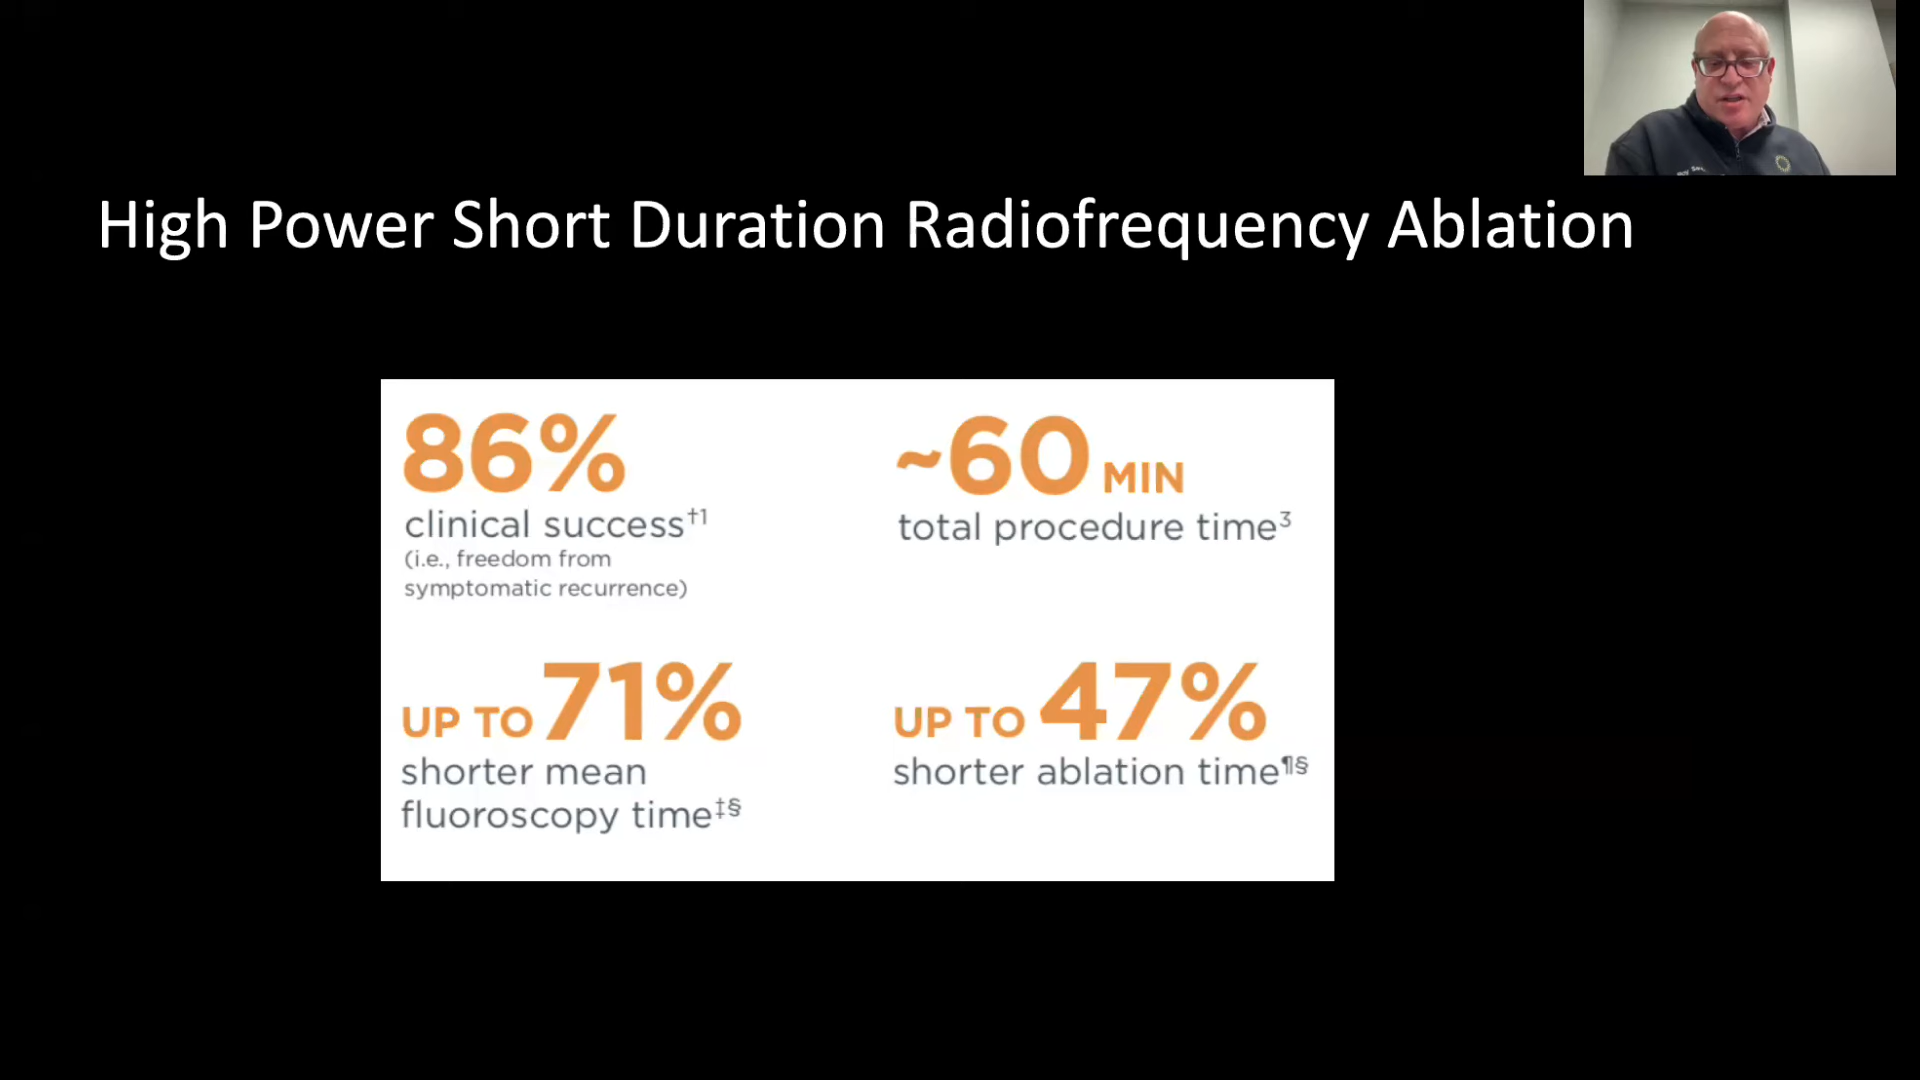 High Power Short Duration Radiofrequency Ablation
86%
clinical success†1
(i.e., freedom from
symptomatic recurrence)
~60 MIN
total procedure time3
UP TO 71%
shorter mean
fluoroscopy time‡§
UP TO 47%
shorter ablation time¶§